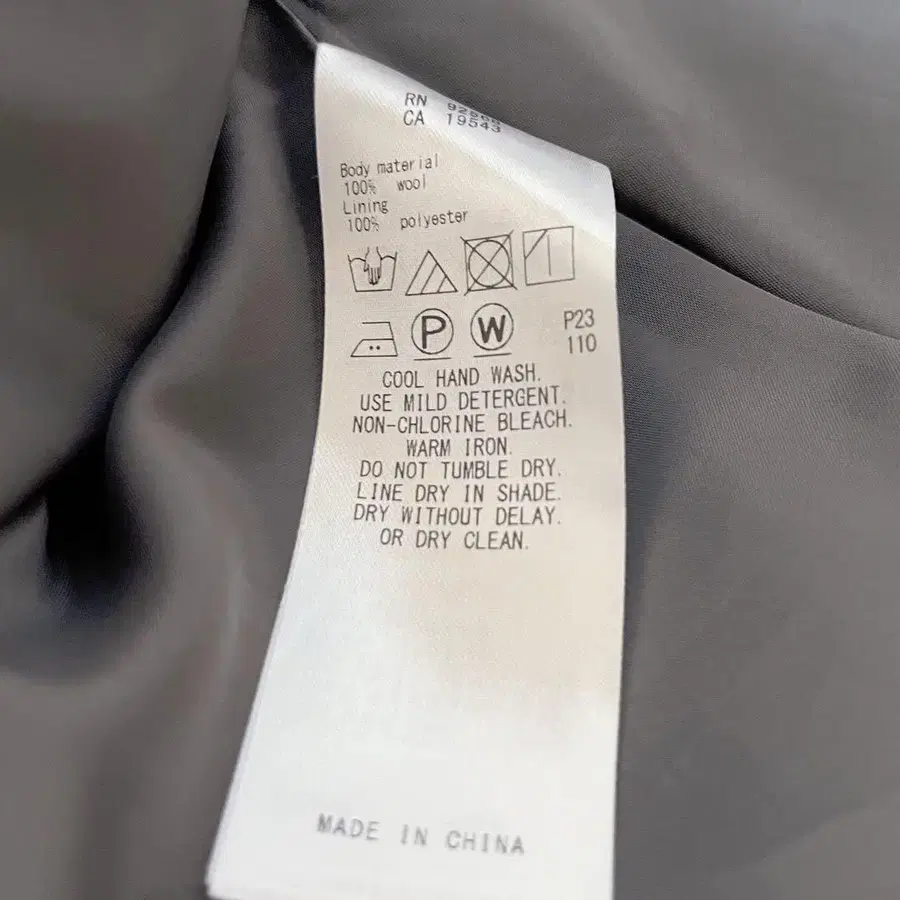 RN
CA 19543
Body material
100% wool
Lining
100% polyester
P W P23
110
COOL HAND WASH.
USE MILD DETERGENT.
NON-CHLORINE BLEACH.
WARM IRON.
DO NOT TUMBLE DRY.
LINE DRY IN SHADE.
DRY WITHOUT DELAY.
OR DRY CLEAN.
MADE IN CHINA